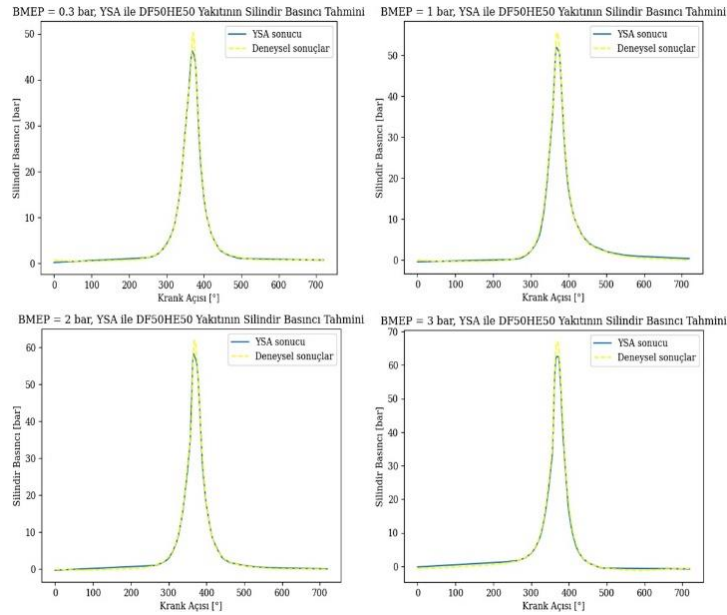 BMEP = 0.3 bar, YSA ile DF50HE50 Yakıtının Silindir Basıncı Tahmini
YSA sonucu
Deneysel sonuçlar
Silindir Basıncı [bar]
50
40
30
20
10
0
0 100 200 300 400 500 600 700
Krank Açısı [°]
BMEP = 1 bar, YSA ile DF50HE50 Yakıtının Silindir Basıncı Tahmini
YSA sonucu
Deneysel sonuçlar
Silindir Basıncı [bar]
50
40
30
20
10
0
0 100 200 300 400 500 600 700
Krank Açısı [°]
BMEP = 2 bar, YSA ile DF50HE50 Yakıtının Silindir Basıncı Tahmini
YSA sonucu
Deneysel sonuçlar
Silindir Basıncı [bar]
60
50
40
30
20
10
0
0 100 200 300 400 500 600 700
Krank Açısı [°]
BMEP = 3 bar, YSA ile DF50HE50 Yakıtının Silindir Basıncı Tahmini
YSA sonucu
Deneysel sonuçlar
Silindir Basıncı [bar]
70
60
50
40
30
20
10
0
0 100 200 300 400 500 600 700
Krank Açısı [°]